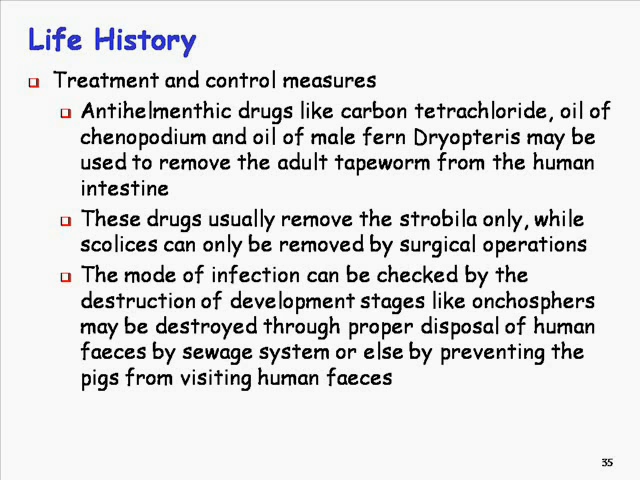 Life History
Treatment and control measures
Antihelmenthic drugs like carbon tetrachloride, oil of
chenopodium and oil of male fern Dryopteris may be
used to remove the adult tapeworm from the human
intestine
These drugs usually remove the strobila only, while
scolices can only be removed by surgical operations
The mode of infection can be checked by the
destruction of development stages like onchosphers
may be destroyed through proper disposal of human
faeces by sewage system or else by preventing the
pigs from visiting human faeces
35